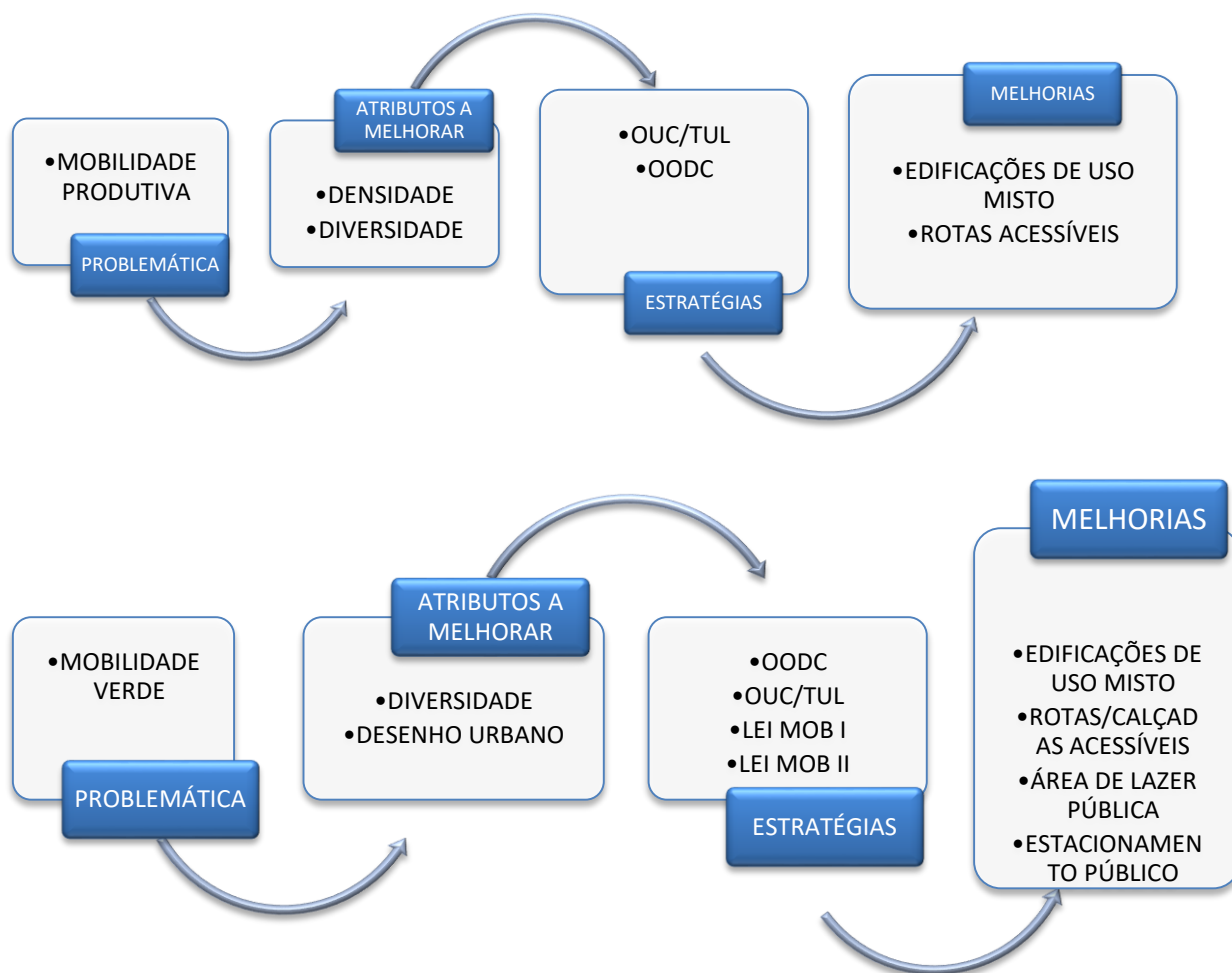 •MOBILIDADE
PRODUTIVA
PROBLEMÁTICA
ATRIBUTOS A
MELHORAR
•DENSIDADE
•DIVERSIDADE
•OUC/TUL
•OODC
ESTRATÉGIAS
MELHORIAS
•EDIFICAÇÕES DE USO
MISTO
•ROTAS ACESSÍVEIS
•MOBILIDADE
VERDE
PROBLEMÁTICA
ATRIBUTOS A
MELHORAR
•DIVERSIDADE
•DESENHO URBANO
•OODC
•OUC/TUL
•LEI MOB I
•LEI MOB II
ESTRATÉGIAS
MELHORIAS
•EDIFICAÇÕES DE
USO MISTO
•ROTAS/CALÇAD
AS ACESSÍVEIS
•ÁREA DE LAZER
PÚBLICA
•ESTACIONAMEN
TO PÚBLICO